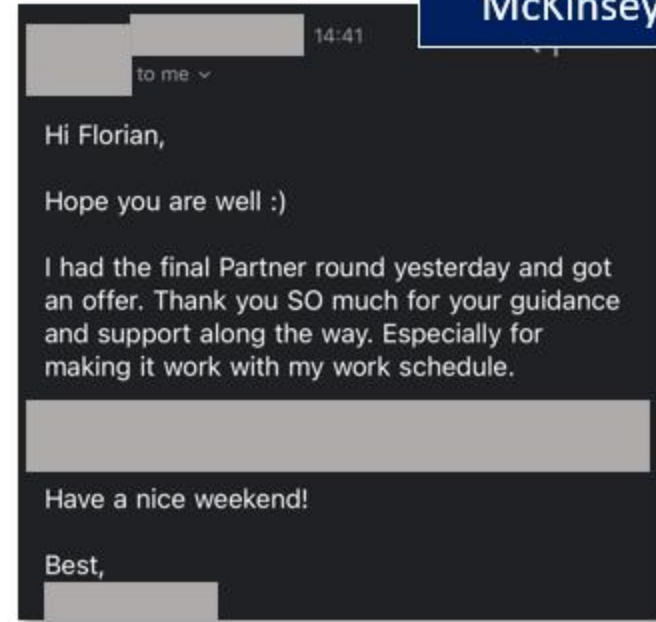 McKinsey
14:41
to me
Hi Florian,
Hope you are well :)
I had the final Partner round yesterday and got
an offer. Thank you SO much for your guidance
and support along the way. Especially for
making it work with my work schedule.
Have a nice weekend!
Best,